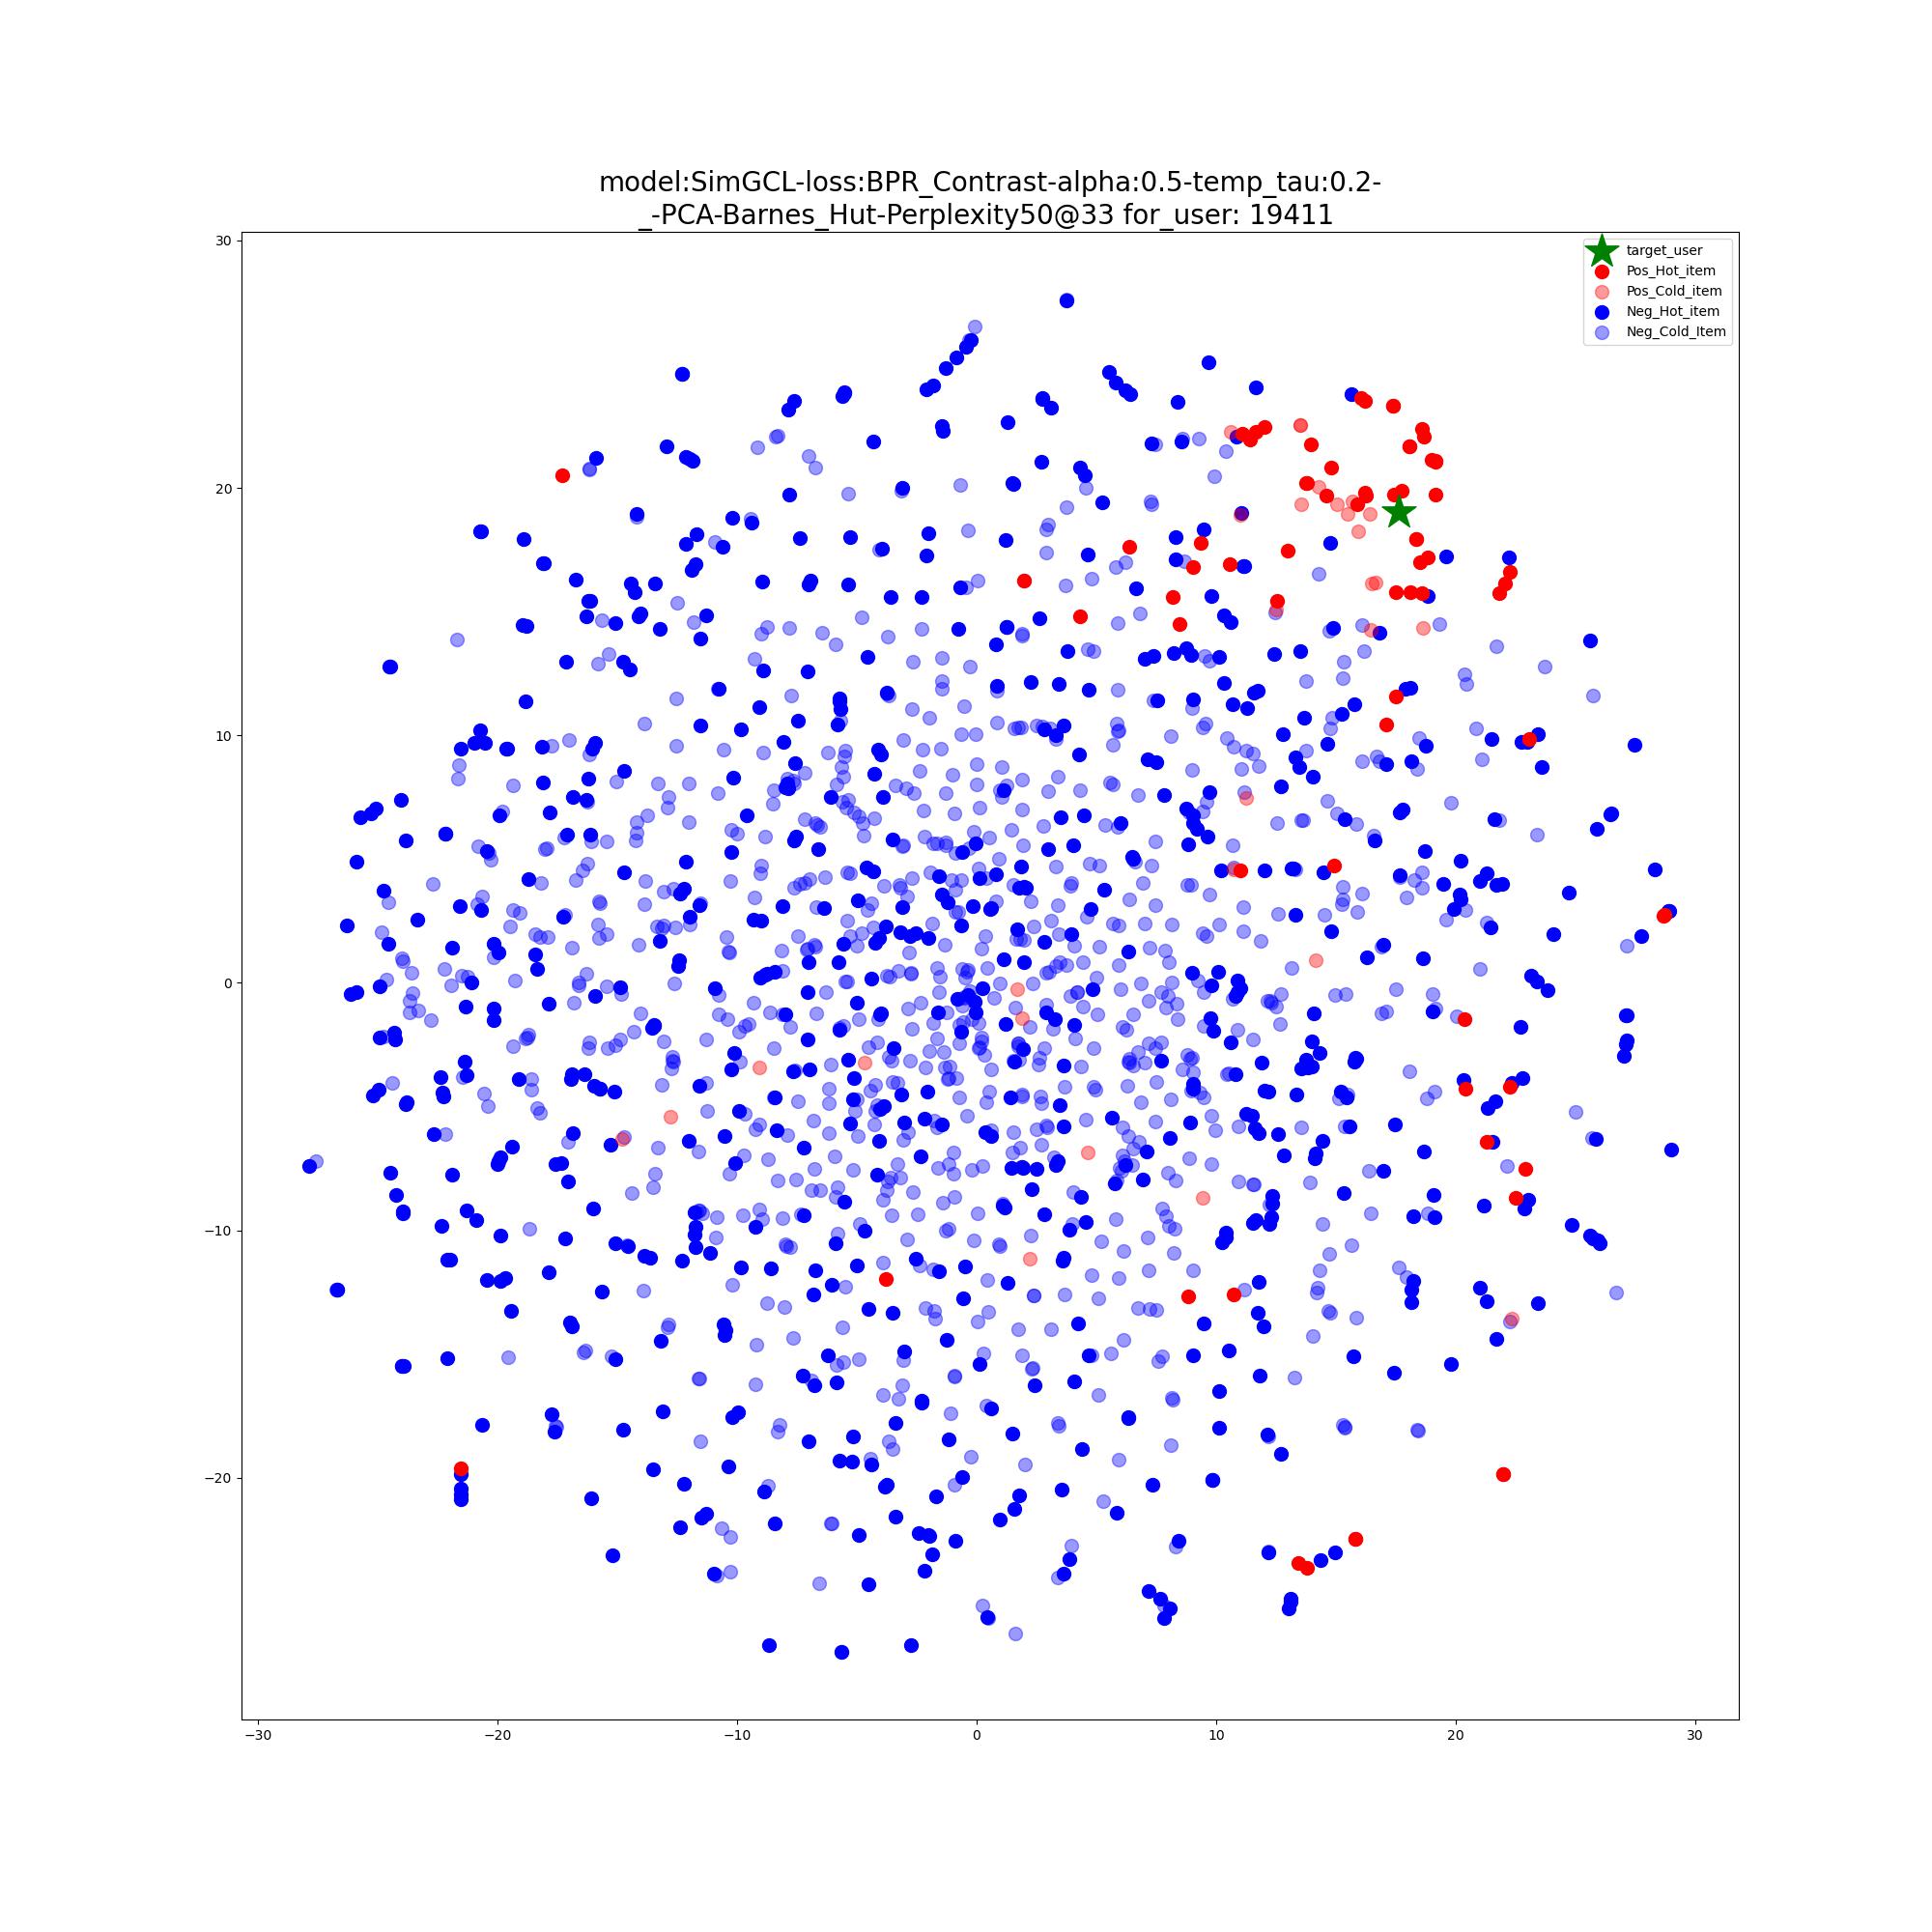 model:SimGCL-loss:BPR_Contrast-alpha:0.5-temp_tau:0.2-
_-PCA-Barnes_Hut-Perplexity50@33 for_user: 19411
target_user
Pos_Hot_item
Pos_Cold_item
Neg_Hot_item
Neg_Cold_Item
30
20
10
0
−10
−20
−30
−20
−10
0
10
20
30